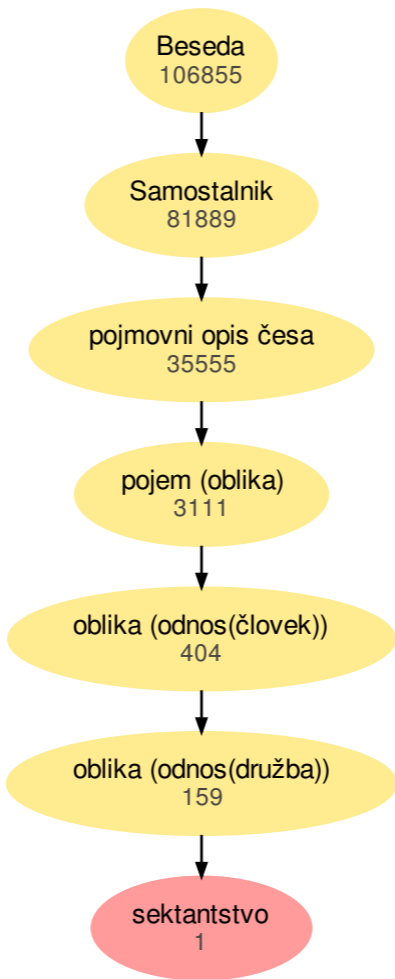 Beseda
106855
Samostalnik
81889
pojmovni opis česa
35555
pojem (oblika)
3111
oblika (odnos(človek))
404
oblika (odnos(družba))
159
sektantstvo
1